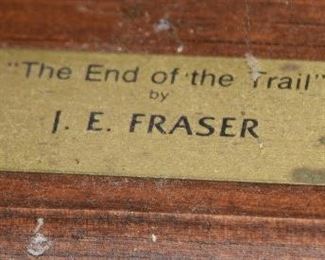 "The End of the Trail"
by
J. E. FRASER